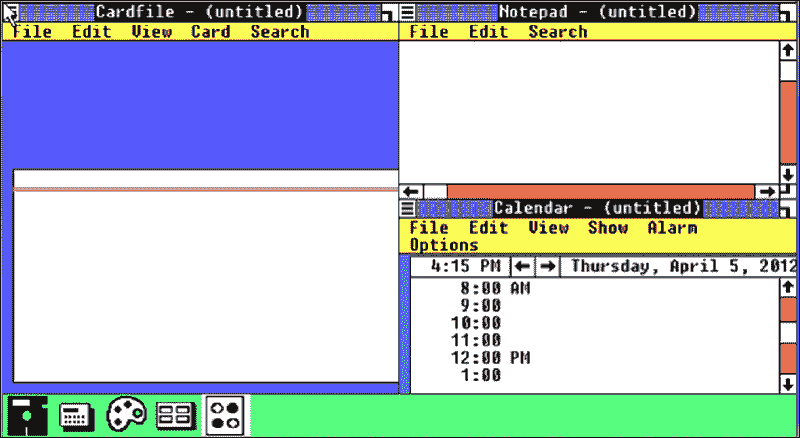 Cardfile - (untitled)
File Edit View Card Search
Notepad - (untitled)
File Edit Search
Calendar - (untitled)
File Edit View Show Alarm
Options
4:15 PM Thursday, April 5, 2012
8:00 AM
9:00
10:00
11:00
12:00 PM
1:00